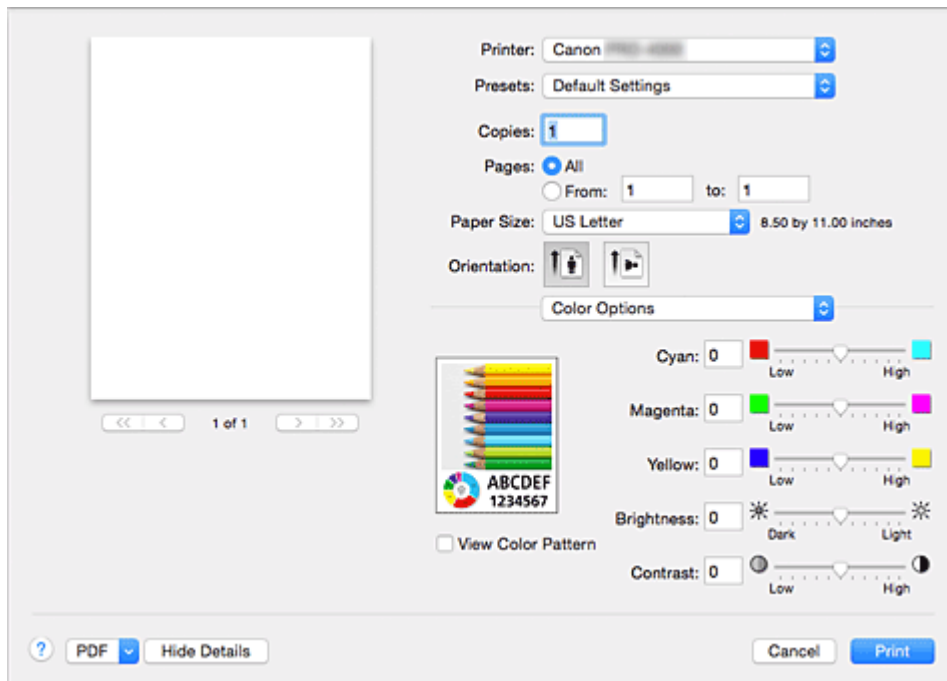 Printer: Canon
Presets: Default Settings
Copies: 1
Pages: All
From: 1 to: 1
Paper Size: US Letter 8.50 by 11.00 inches
Orientation:
Color Options
1 of 1
Cyan: 0
Low High
Magenta: 0
Low High
Yellow: 0
Low High
ABCDEF
1234567
Brightness: 0
Dark Light
View Color Pattern
Contrast: 0
Low High
? PDF Hide Details Cancel Print